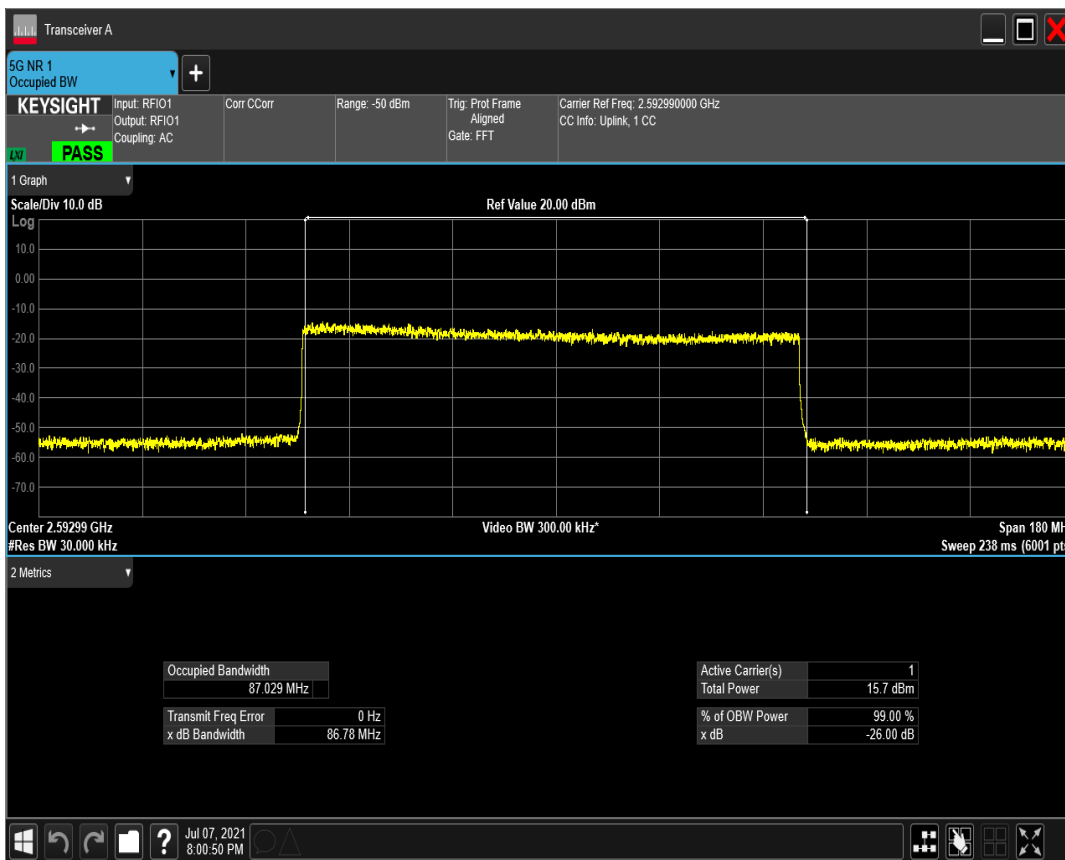 Transceiver A
5G NR 1
Occupied BW
KEYSIGHT
LXI
PASS
Input: RFIO1
Output: RFIO1
Coupling: AC
Corr CCorr
Range: -50 dBm
Trig: Prot Frame
Aligned
Gate: FFT
Carrier Ref Freq: 2.592990000 GHz
CC Info: Uplink, 1 CC
1 Graph
Scale/Div 10.0 dB
Ref Value 20.00 dBm
Log
10.0
0.00
-10.0
-20.0
-30.0
-40.0
-50.0
-60.0
-70.0
Center 2.59299 GHz
Video BW 300.00 kHz*
Span 180 MH
#Res BW 30.000 kHz
Sweep 238 ms (6001 pts
2 Metrics
Occupied Bandwidth
87.029 MHz
Transmit Freq Error 0 Hz
x dB Bandwidth 86.78 MHz
Active Carrier(s) 1
Total Power 15.7 dBm
% of OBW Power 99.00 %
x dB -26.00 dB
?
Jul 07, 2021
8:00:50 PM